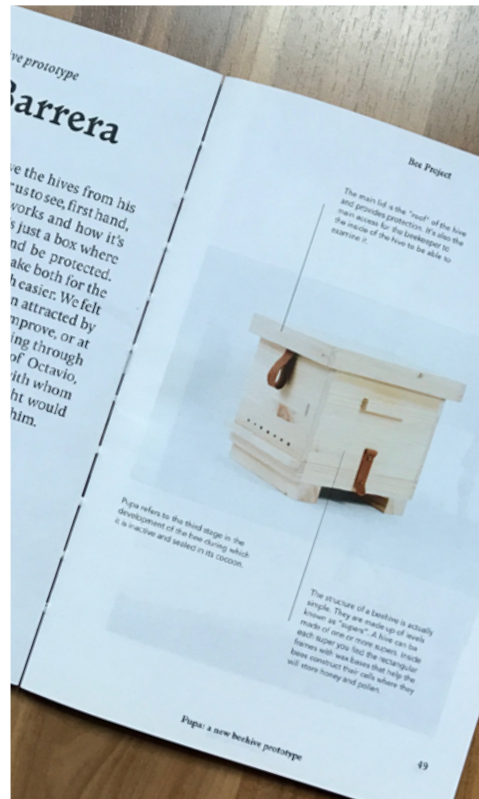 ive prototype
Barrera
ve the hives from his
us to see, first hand,
works and how it's
s just a box where
nd be protected.
ake both for the
h easier. We felt
n attracted by
mprove, or at
ing through
of Octavio,
ith whom
ht would
him.
Bee Project
The main lid is the "roof" of the hive
and provides protection. It's also the
main access for the beekeeper to
the inside of the hive to be able to
examine it.
Pupa refers to the third stage in the
development of the bee during which
it is inactive and sealed in its cocoon.
The structure of a beehive is actually
simple. They are made up of levels
known as "supers". A hive can be
made of one or more supers. Inside
each super you find the rectangular
frames with wax bases that help the
bees construct their cells where they
will store honey and pollen.
Pupa: a new beehive prototype
49